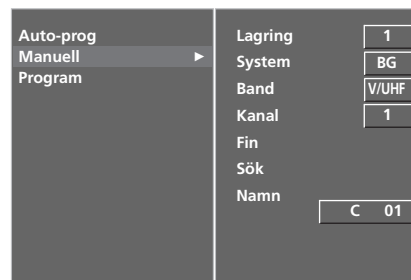 Auto-prog
Manuell ►
Program
Lagring 1
System BG
Band V/UHF
Kanal 1
Fin
Sök
Namn
C 01